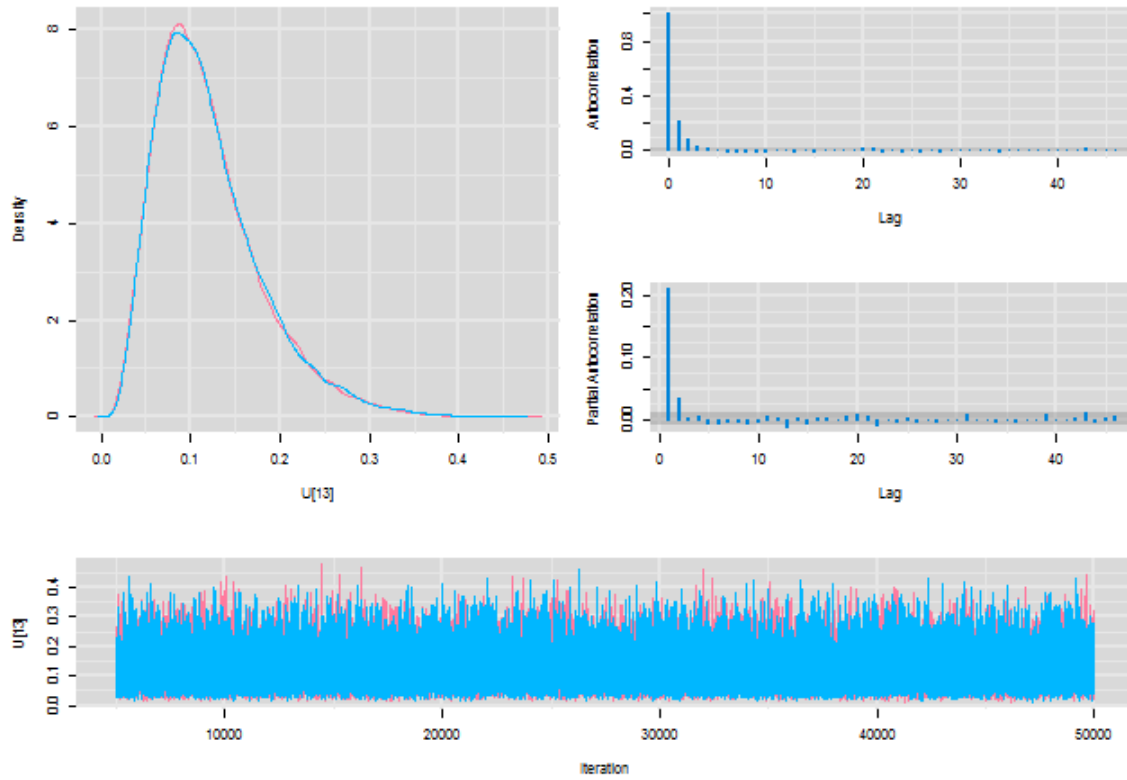 8
6
4
2
0
Density
0.0 0.1 0.2 0.3 0.4 0.5
U[13]
0.8
0.4
0.0
Autocorrelation
0 10 20 30 40
Lag
0.20
0.10
0.00
Partial Autocorrelation
0 10 20 30 40
Lag
0.4
0.3
0.2
0.1
0.0
U[13]
10000 20000 30000 40000 50000
Iteration